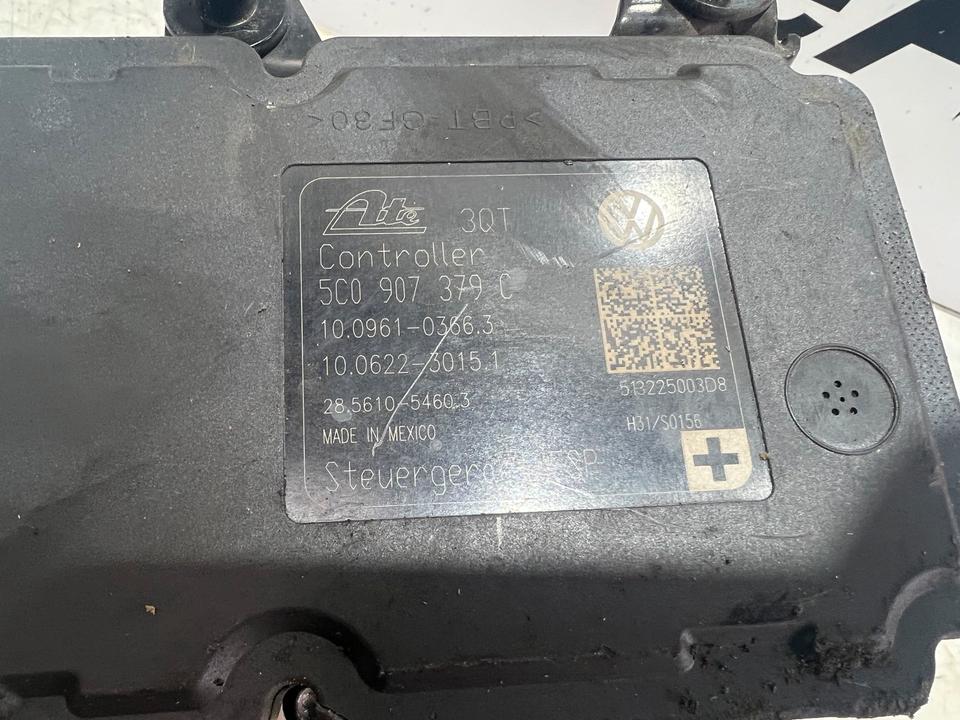 >PBT-GF30<
Ate 3QT
Controller
5C0 907 379 C
10.0961-0366.3
10.0622-3015.1
28.5610-5460.3
MADE IN MEXICO
ESP
513225003D8
H31/S0156